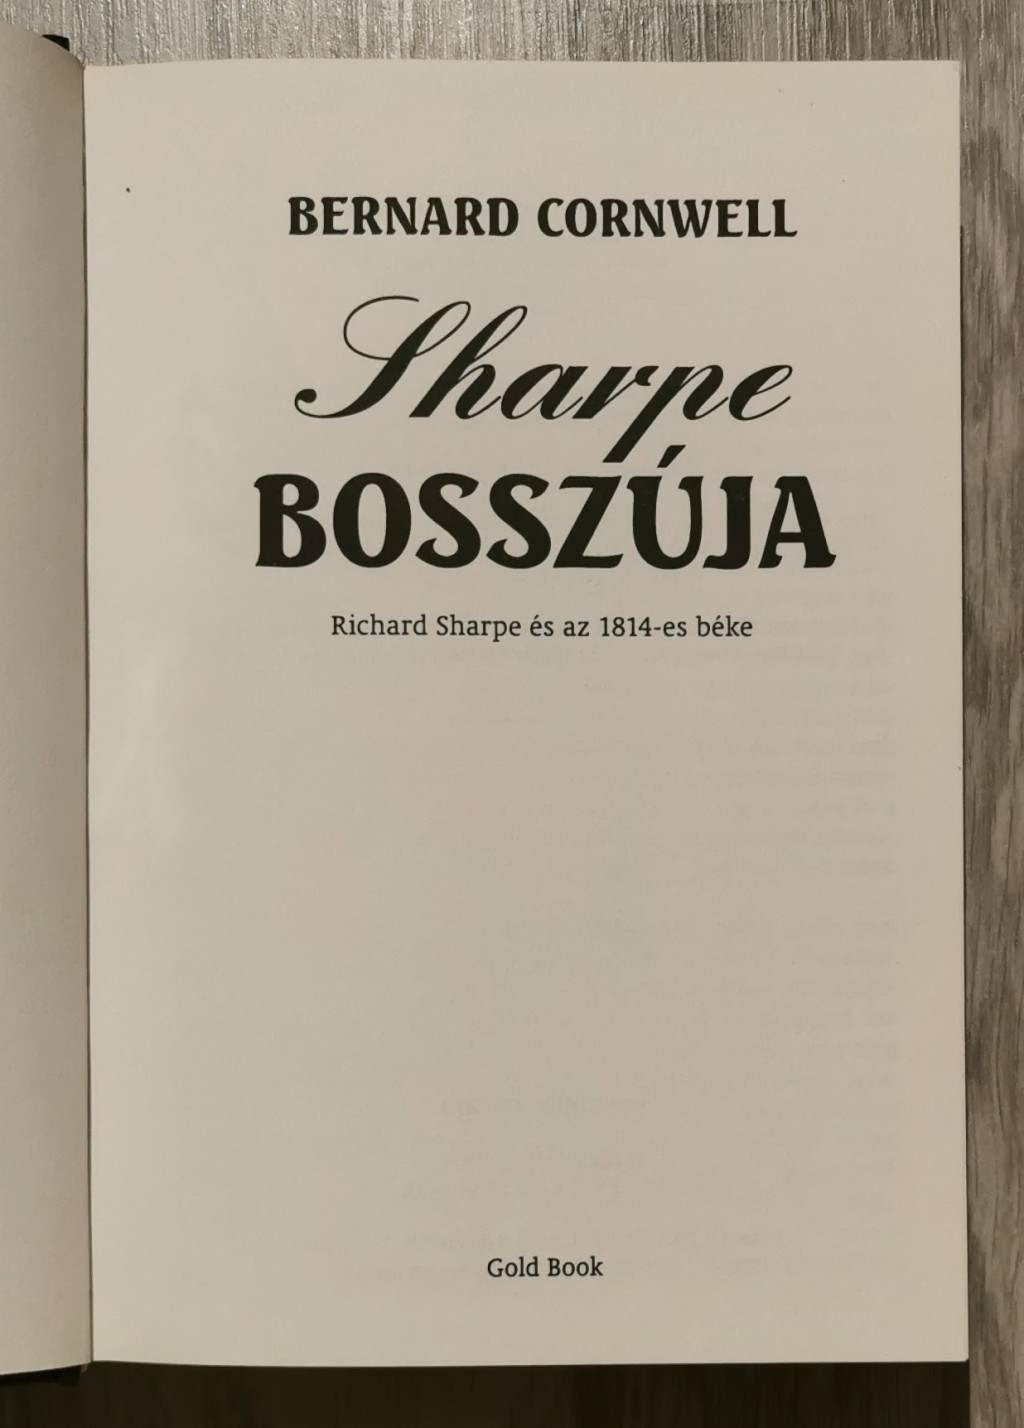 BERNARD CORNWELL
Sharpe
BOSSZÚJA
Richard Sharpe és az 1814-es béke
Gold Book